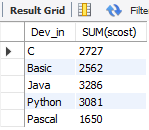 Result Grid Filte
Dev_in SUM(scost)
C 2727
Basic 2562
Java 3286
Python 3081
Pascal 1650